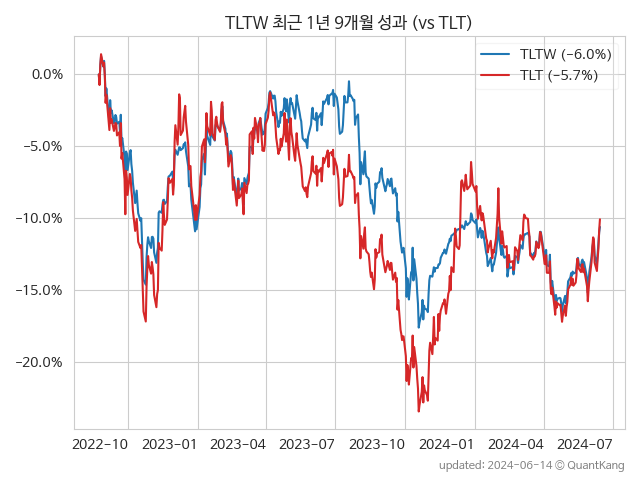 TLTW 최근 1년 9개월 성과 (vs TLT)
TLTW (−6.0%)
TLT (−5.7%)
0.0%
−5.0%
−10.0%
−15.0%
−20.0%
2022−10 2023−01 2023−04 2023−07 2023−10 2024−01 2024−04 2024−07
updated: 2024−06−14 ⓒ QuantKang